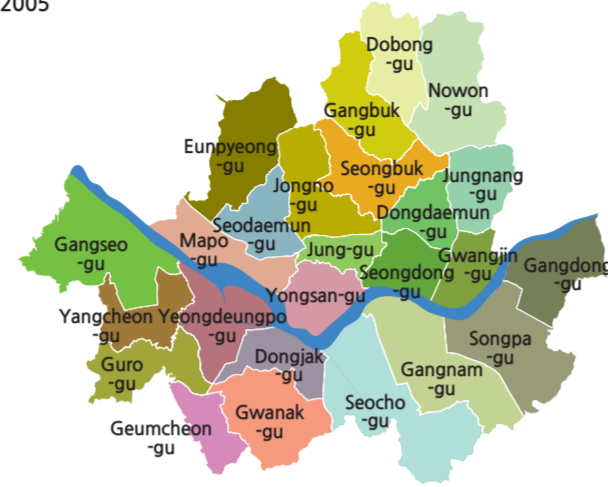 2005
Dobong
-gu
Nowon
-gu
Gangbuk
-gu
Eunpyeong
-gu
Seongbuk
-gu
Jungnang
-gu
Jongno
-gu
Dongdaemun
-gu
Seodaemun
-gu
Mapo
-gu
Jung-gu
Gangseo
-gu
Seongdong
-gu
Gwangjin
-gu
Gangdong
-gu
Yongsan-gu
Yangcheon
-gu
Yeongdeungpo
-gu
Songpa
-gu
Dongjak
-gu
Guro
-gu
Gangnam
-gu
Seocho
-gu
Gwanak
-gu
Geumcheon
-gu